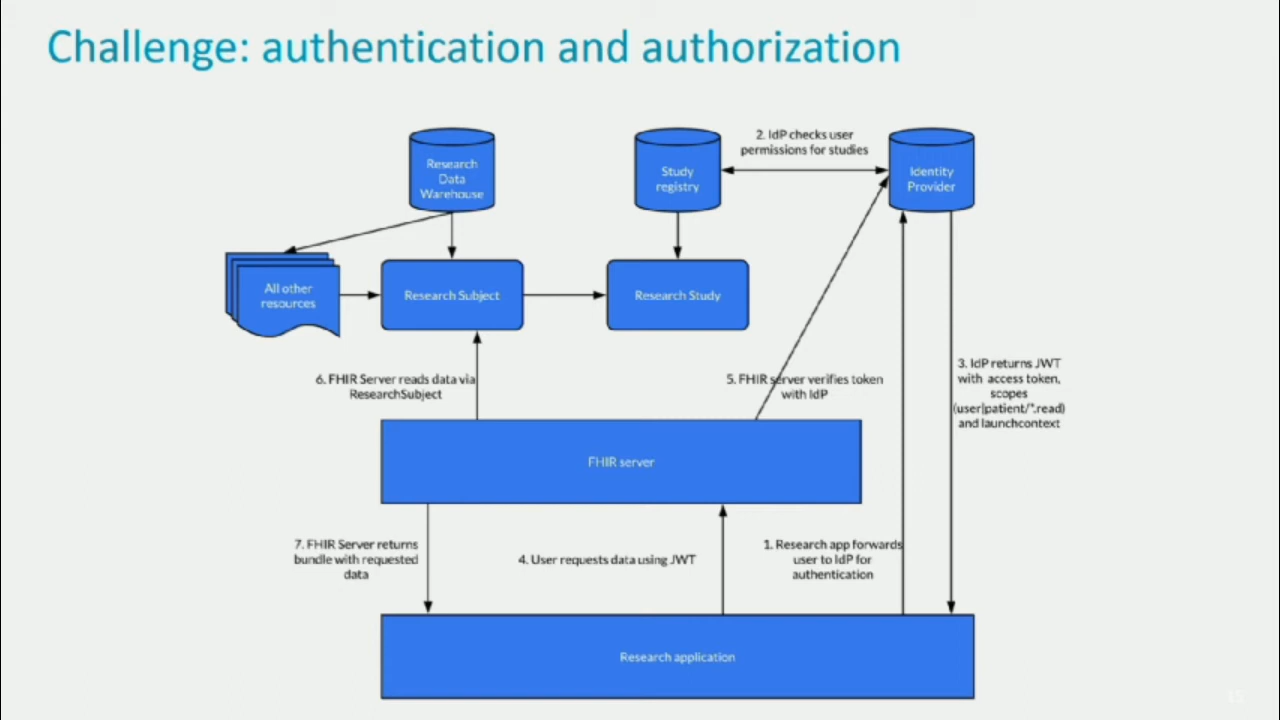 Challenge: authentication and authorization
2. IdP checks user
permissions for studies
Research
Data
Warehouse
Study
registry
Identity
Provider
All other
resources
Research Subject
Research Study
6. FHIR Server reads data via
ResearchSubject
5. FHIR server verifies token
with IdP
3. IdP returns JWT
with access token,
scopes
(user|patient/*.read)
and launchcontext
FHIR server
7. FHIR Server returns
bundle with requested
data
4. User requests data using JWT
1. Research app forwards
user to IdP for
authentication
Research application
15